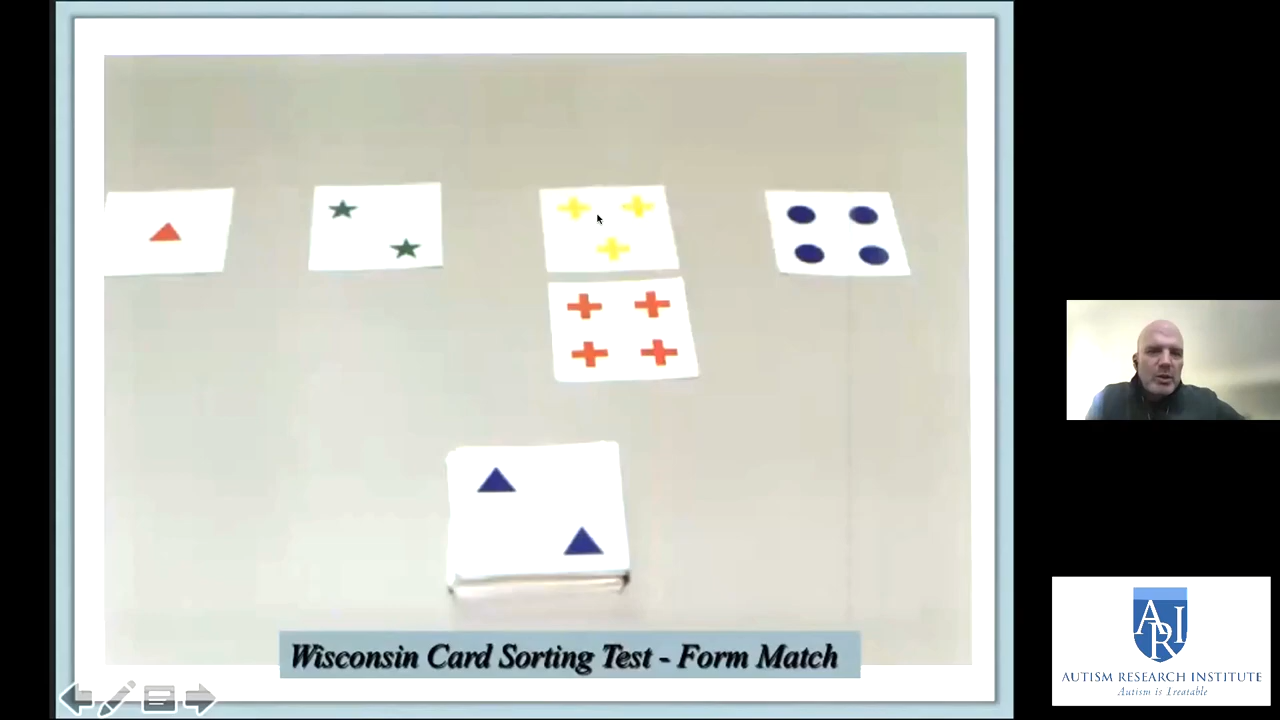 Wisconsin Card Sorting Test - Form Match
ARI
AUTISM RESEARCH INSTITUTE
Autism is Treatable